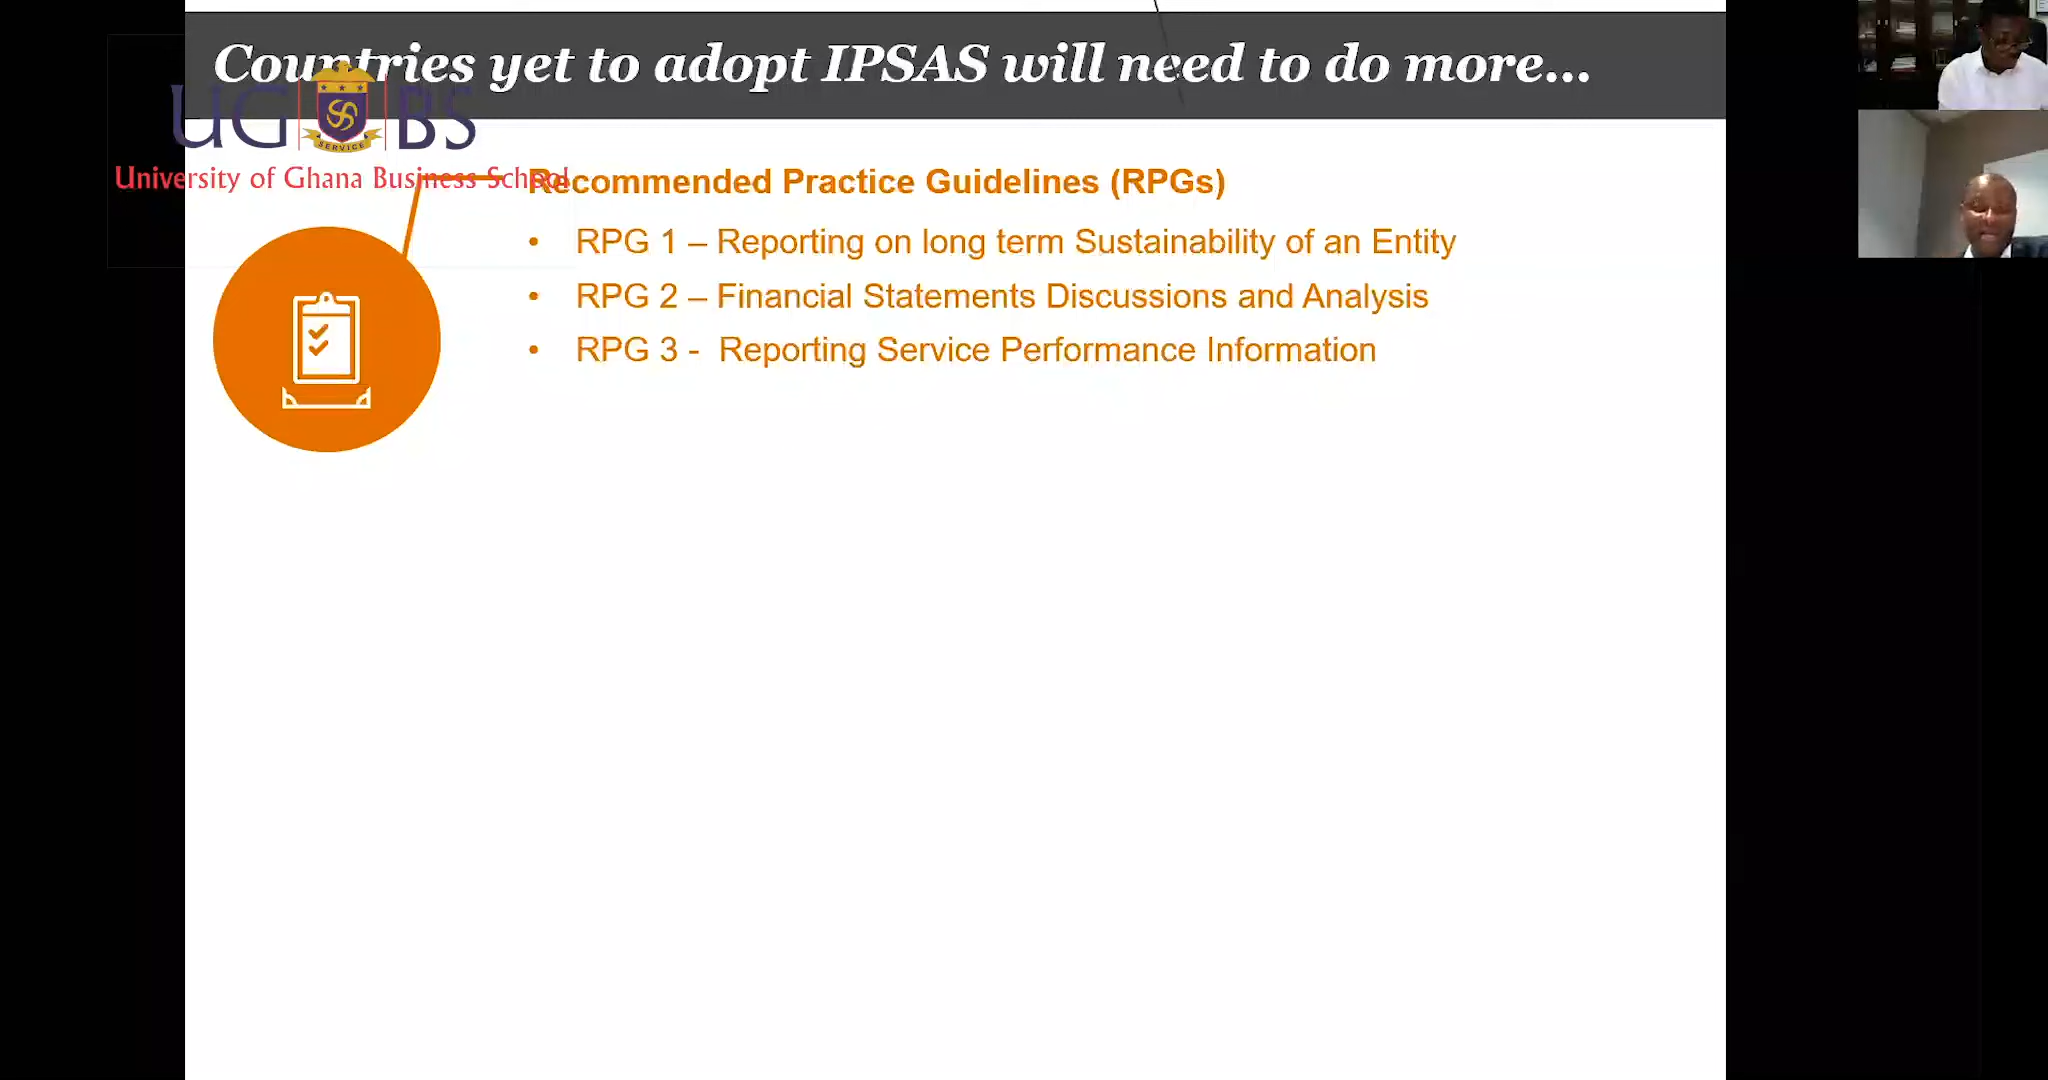 Countries yet to adopt IPSAS will need to do more...
UG BS
SERVICE
University of Ghana Business School
Recommended Practice Guidelines (RPGs)
• RPG 1 – Reporting on long term Sustainability of an Entity
• RPG 2 – Financial Statements Discussions and Analysis
• RPG 3 - Reporting Service Performance Information